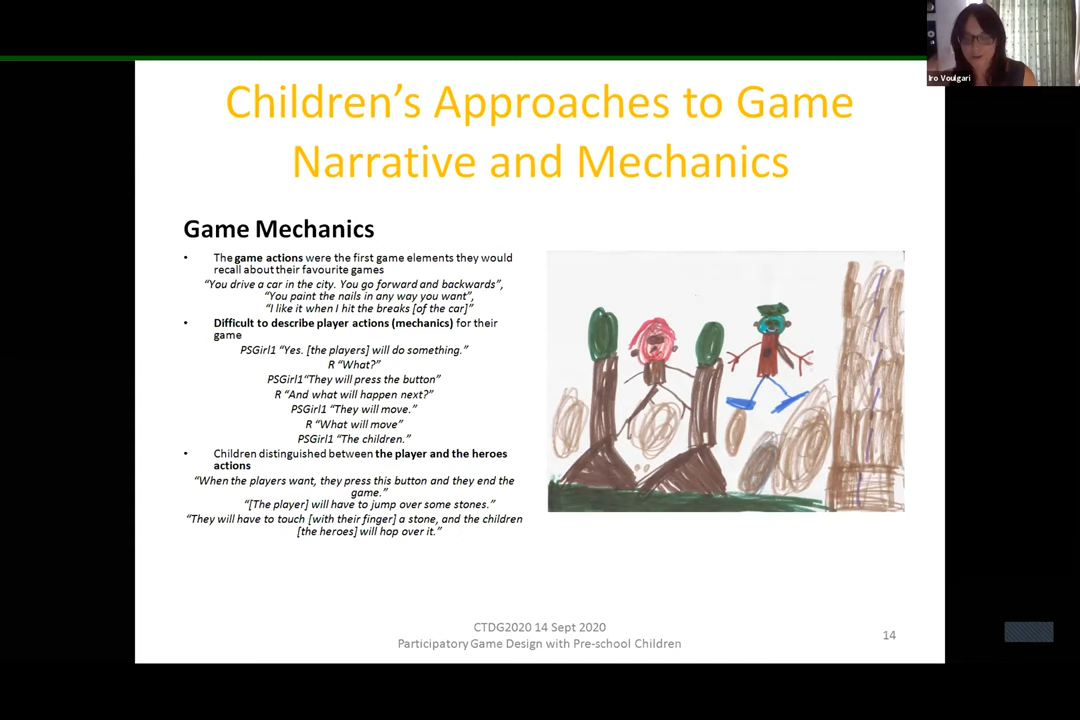 Iro Voulgari
Children's Approaches to Game
Narrative and Mechanics
Game Mechanics
• The game actions were the first game elements they would
recall about their favourite games
"You drive a car in the city. You go forward and backwards",
"You paint the nails in any way you want",
"I like it when I hit the breaks [of the car]"
• Difficult to describe player actions (mechanics) for their
game
PSGirl1 "Yes. [the players] will do something."
R "What?"
PSGirl1"They will press the button"
R "And what will happen next?"
PSGirl1 "They will move."
R "What will move"
PSGirl1 "The children."
• Children distinguished between the player and the heroes
actions
"When the players want, they press this button and they end the
game."
"[The player] will have to jump over some stones."
"They will have to touch [with their finger] a stone, and the children
[the heroes] will hop over it."
CTDG2020 14 Sept 2020
Participatory Game Design with Pre-school Children
14